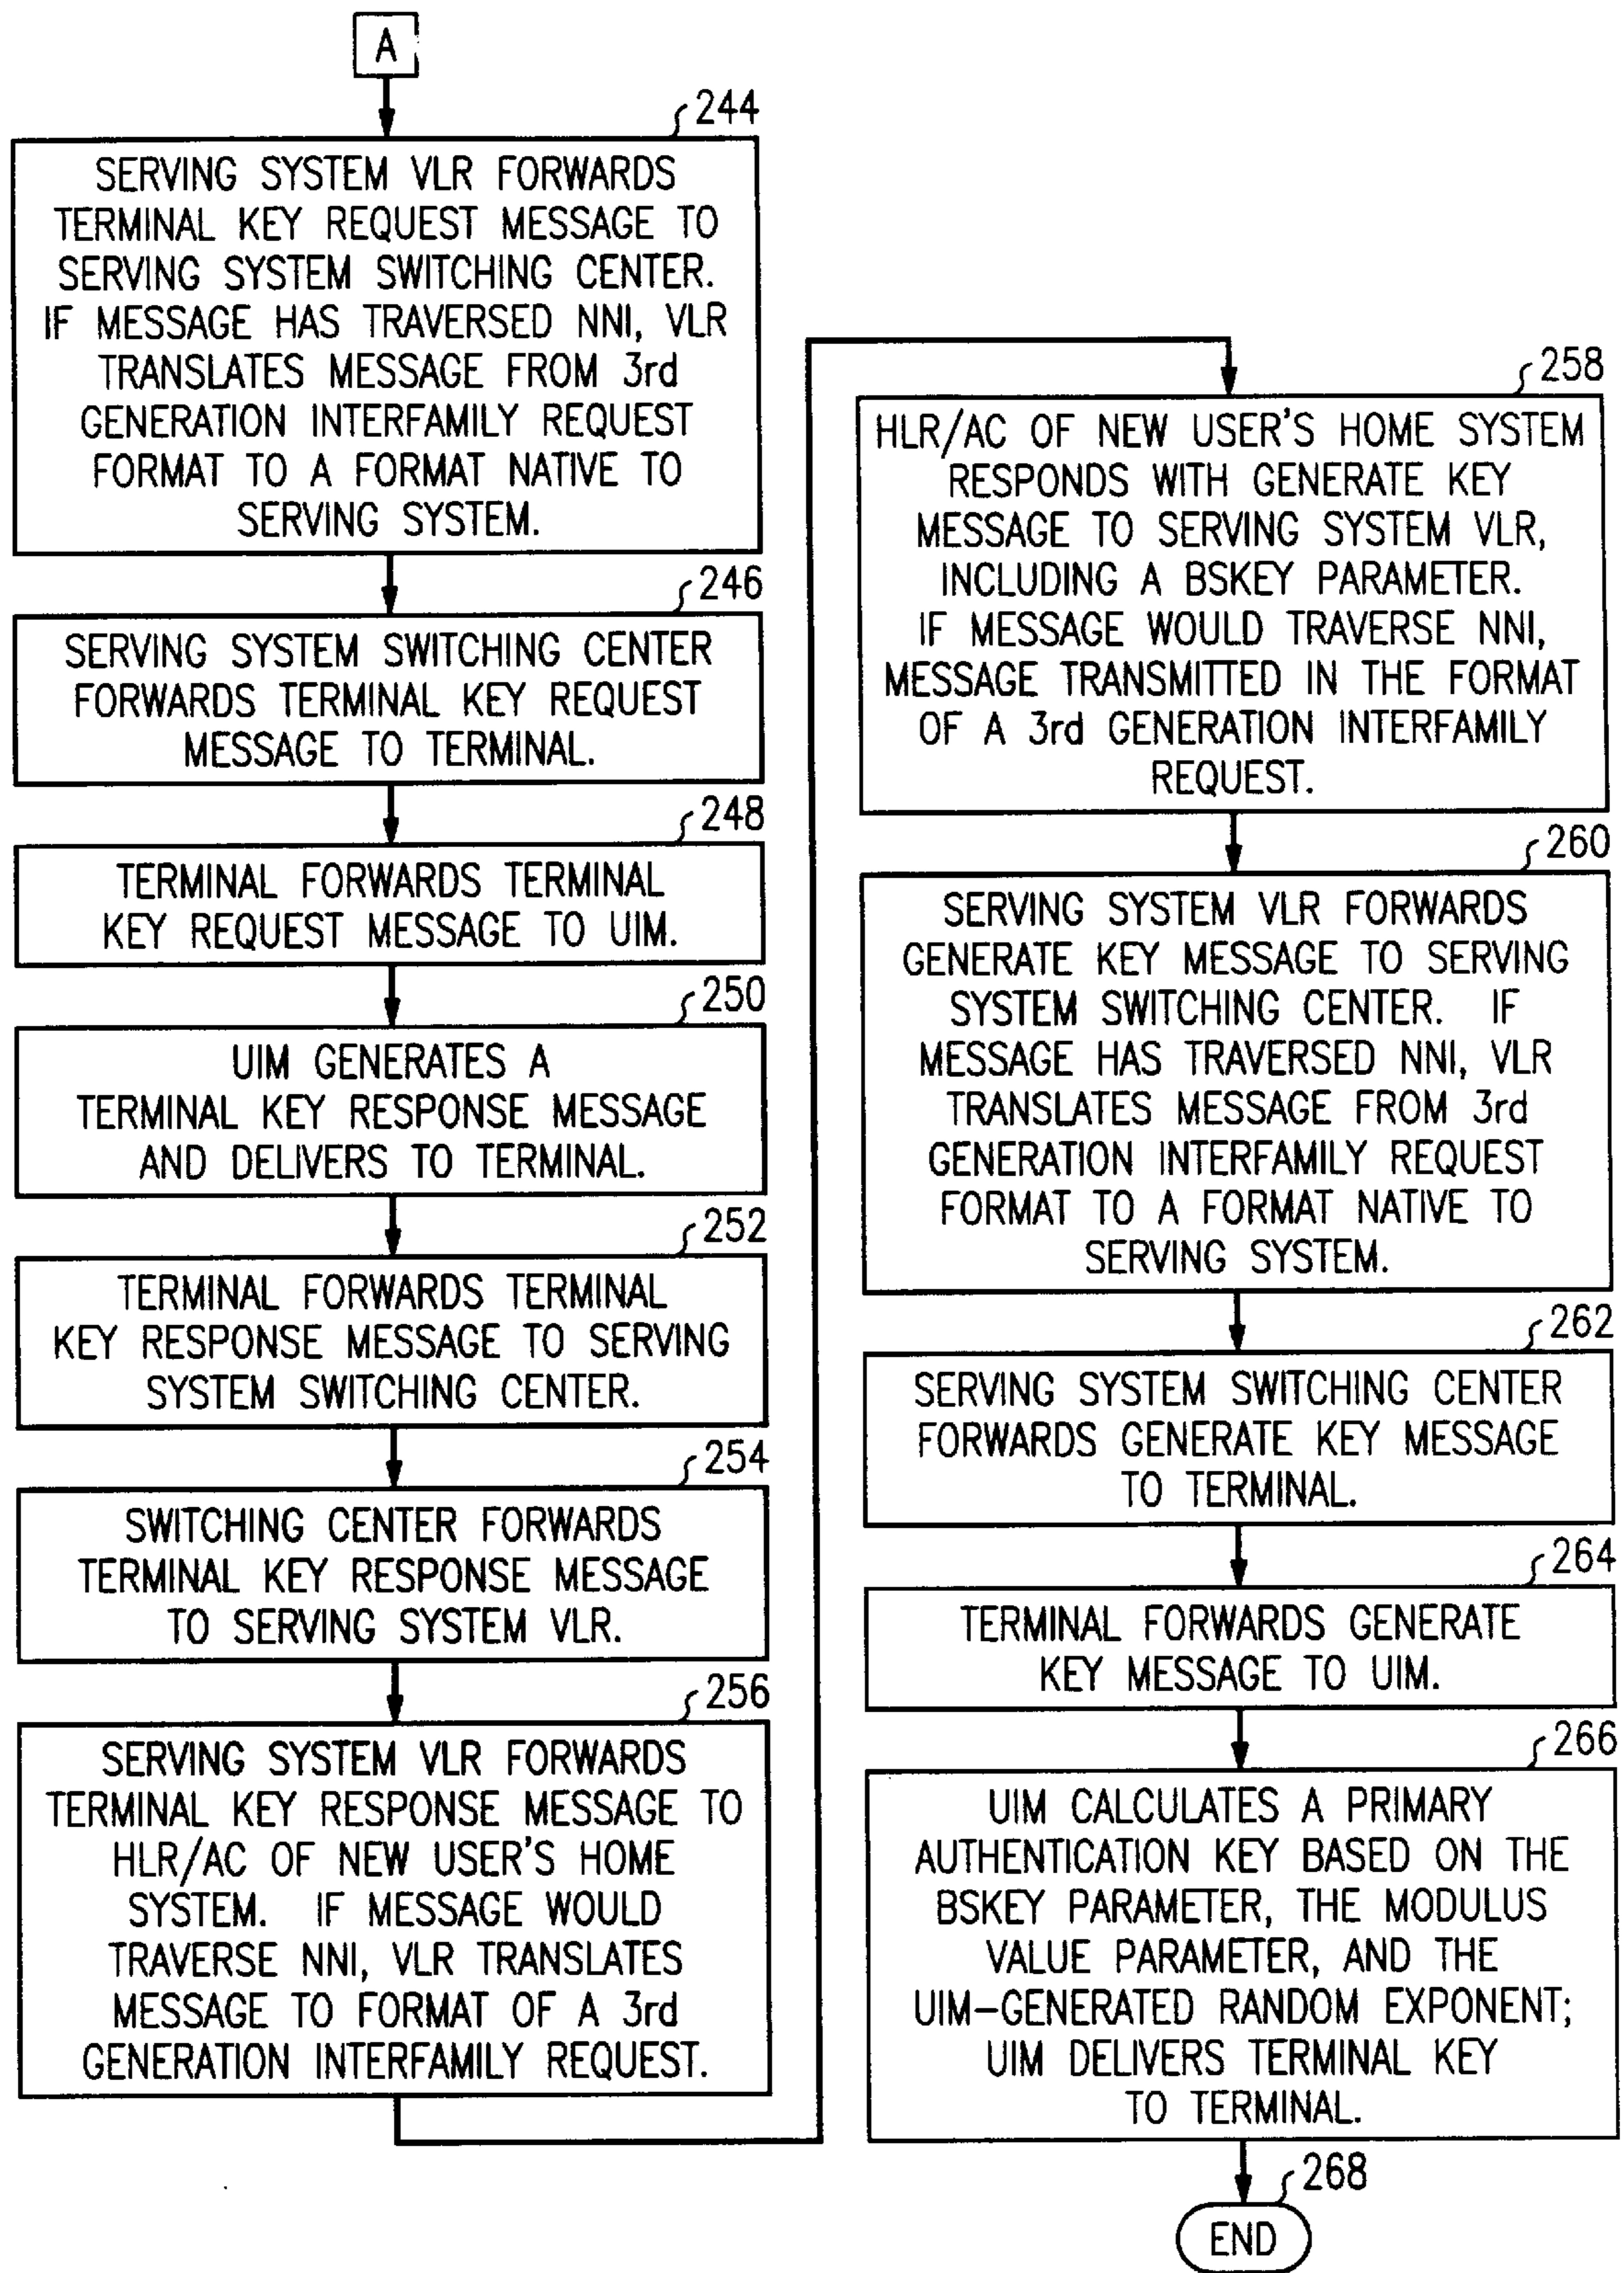 A
244
SERVING SYSTEM VLR FORWARDS
TERMINAL KEY REQUEST MESSAGE TO
SERVING SYSTEM SWITCHING CENTER.
IF MESSAGE HAS TRAVERSED NNI, VLR
TRANSLATES MESSAGE FROM 3rd
GENERATION INTERFAMILY REQUEST
FORMAT TO A FORMAT NATIVE TO
SERVING SYSTEM.
246
SERVING SYSTEM SWITCHING CENTER
FORWARDS TERMINAL KEY REQUEST
MESSAGE TO TERMINAL.
248
TERMINAL FORWARDS TERMINAL
KEY REQUEST MESSAGE TO UIM.
250
UIM GENERATES A
TERMINAL KEY RESPONSE MESSAGE
AND DELIVERS TO TERMINAL.
252
TERMINAL FORWARDS TERMINAL
KEY RESPONSE MESSAGE TO SERVING
SYSTEM SWITCHING CENTER.
254
SWITCHING CENTER FORWARDS
TERMINAL KEY RESPONSE MESSAGE
TO SERVING SYSTEM VLR.
256
SERVING SYSTEM VLR FORWARDS
TERMINAL KEY RESPONSE MESSAGE TO
HLR/AC OF NEW USER'S HOME
SYSTEM. IF MESSAGE WOULD
TRAVERSE NNI, VLR TRANSLATES
MESSAGE TO FORMAT OF A 3rd
GENERATION INTERFAMILY REQUEST.
258
HLR/AC OF NEW USER'S HOME SYSTEM
RESPONDS WITH GENERATE KEY
MESSAGE TO SERVING SYSTEM VLR,
INCLUDING A BSKEY PARAMETER.
IF MESSAGE WOULD TRAVERSE NNI,
MESSAGE TRANSMITTED IN THE FORMAT
OF A 3rd GENERATION INTERFAMILY
REQUEST.
260
SERVING SYSTEM VLR FORWARDS
GENERATE KEY MESSAGE TO SERVING
SYSTEM SWITCHING CENTER. IF
MESSAGE HAS TRAVERSED NNI, VLR
TRANSLATES MESSAGE FROM 3rd
GENERATION INTERFAMILY REQUEST
FORMAT TO A FORMAT NATIVE TO
SERVING SYSTEM.
262
SERVING SYSTEM SWITCHING CENTER
FORWARDS GENERATE KEY MESSAGE
TO TERMINAL.
264
TERMINAL FORWARDS GENERATE
KEY MESSAGE TO UIM.
266
UIM CALCULATES A PRIMARY
AUTHENTICATION KEY BASED ON THE
BSKEY PARAMETER, THE MODULUS
VALUE PARAMETER, AND THE
UIM-GENERATED RANDOM EXPONENT;
UIM DELIVERS TERMINAL KEY
TO TERMINAL.
268
END